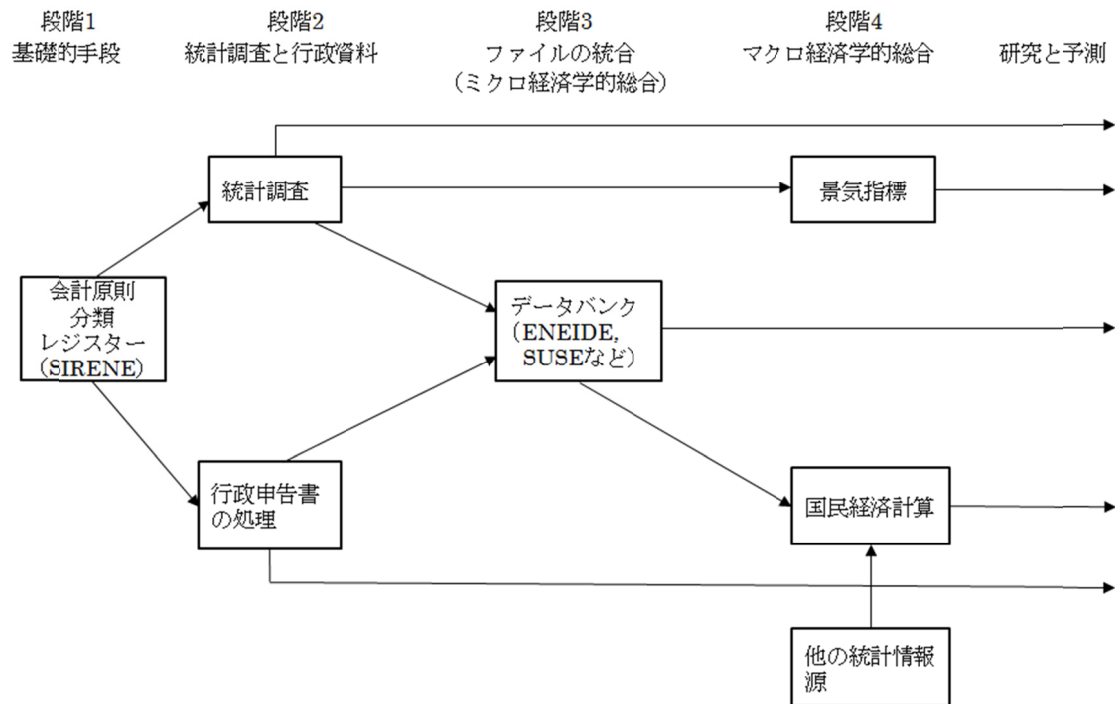 段階1
基礎的手段
段階2
統計調査と行政資料
段階3
ファイルの統合
（ミクロ経済学的総合）
段階4
マクロ経済学的総合
研究と予測
統計調査
景気指標
会計原則
分類
レジスター
（SIRENE）
データバンク
（ENEIDE,
SUSEなど）
行政申告書
の処理
国民経済計算
他の統計情報
源